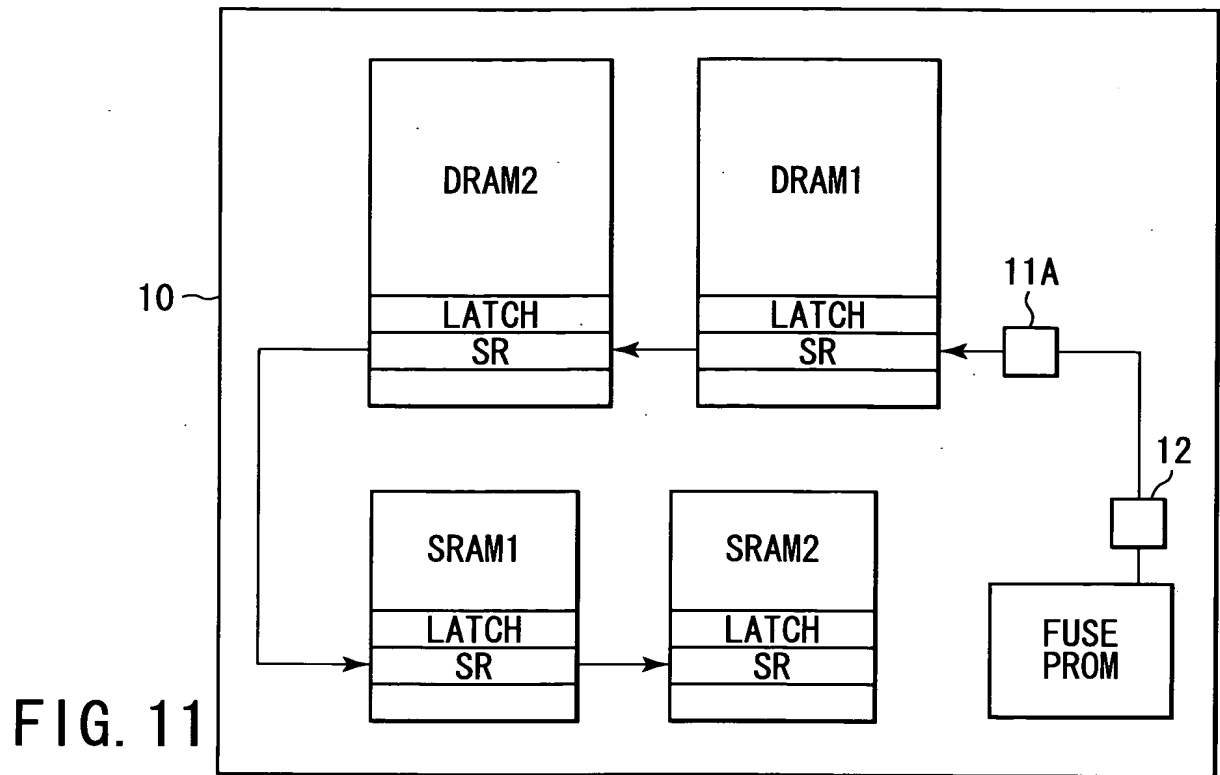 DRAM2
DRAM1
11A
10
LATCH
LATCH
SR
SR
12
SRAM1
SRAM2
LATCH
LATCH
FUSE
PROM
SR
SR
FIG. 11